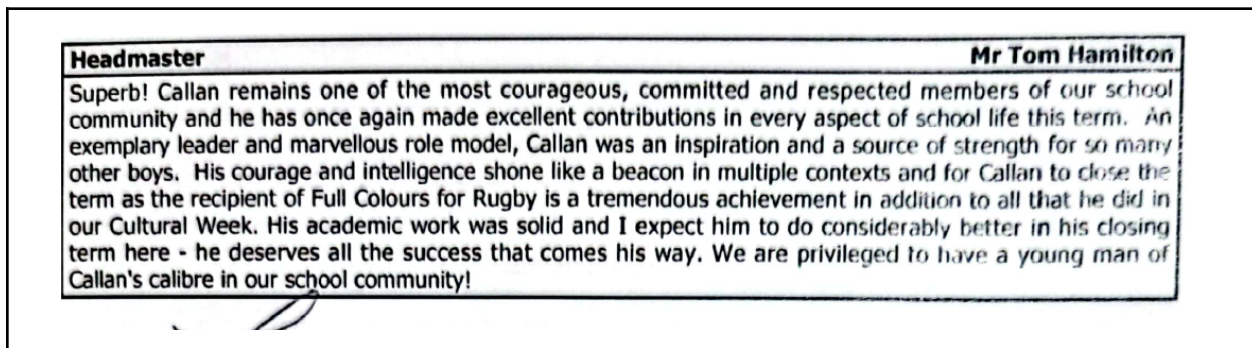 Headmaster Mr Tom Hamilton
Superb! Callan remains one of the most courageous, committed and respected members of our school
community and he has once again made excellent contributions in every aspect of school life this term. An
exemplary leader and marvellous role model, Callan was an inspiration and a source of strength for so many
other boys. His courage and intelligence shone like a beacon in multiple contexts and for Callan to close the
term as the recipient of Full Colours for Rugby is a tremendous achievement in addition to all that he did in
our Cultural Week. His academic work was solid and I expect him to do considerably better in his closing
term here - he deserves all the success that comes his way. We are privileged to have a young man of
Callan's calibre in our school community!